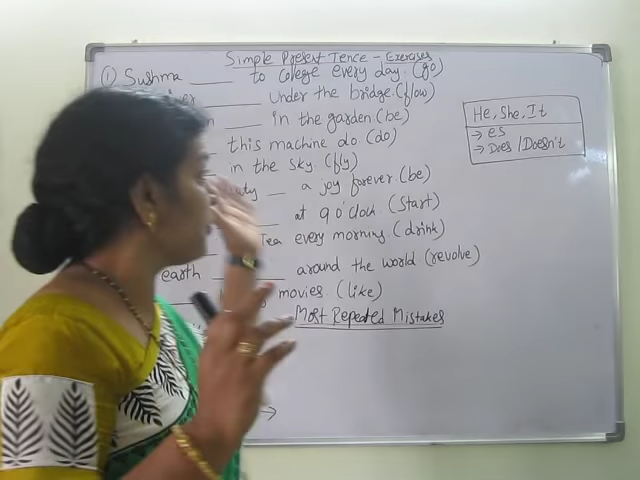 Simple Present Tence - Exercises
① Sushma ____ to college every day. (go)
____ under the bridge. (flow)
____ in the garden (be)
this machine do. (do)
in the sky. (fly)
__ a joy forever. (be)
at 9 o'clock. (Start)
Tea every morning. (drink)
earth ____ around the world (revolve)
movies. (like)
Most Repeated Mistakes
→
He, She, It
→ es
→ Does / Doesn't